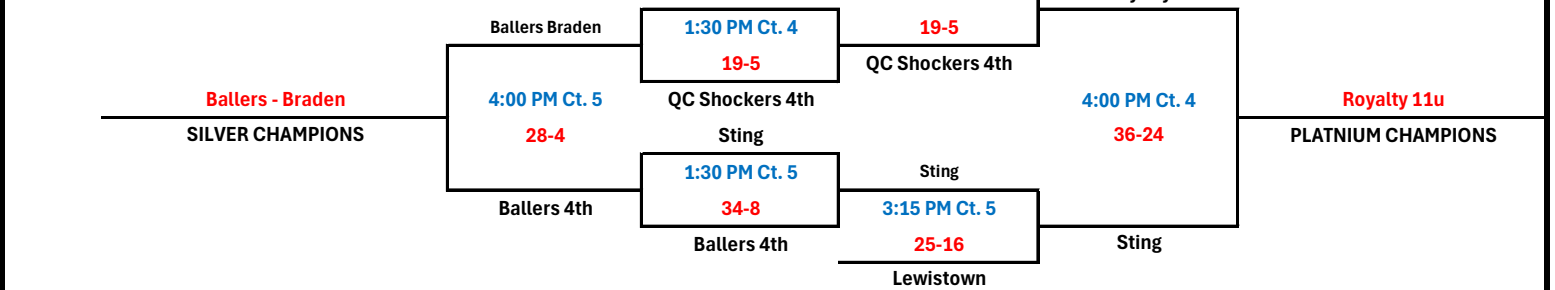 Ballers Braden
1:30 PM Ct. 4
19-5
19-5
QC Shockers 4th
Ballers - Braden
4:00 PM Ct. 5
QC Shockers 4th
4:00 PM Ct. 4
Royalty 11u
SILVER CHAMPIONS
28-4
Sting
36-24
PLATNIUM CHAMPIONS
1:30 PM Ct. 5
Sting
Ballers 4th
34-8
3:15 PM Ct. 5
Ballers 4th
25-16
Sting
Lewistown